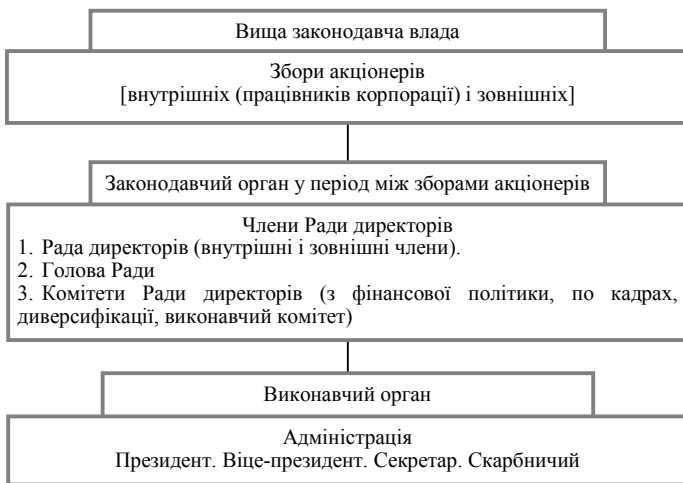 Вища законодавча влада
Збори акціонерів
[внутрішніх (працівників корпорації) і зовнішніх]
Законодавчий орган у період між зборами акціонерів
Члени Ради директорів
1. Рада директорів (внутрішні і зовнішні члени).
2. Голова Ради
3. Комітети Ради директорів (з фінансової політики, по кадрах,
диверсифікації, виконавчий комітет)
Виконавчий орган
Адміністрація
Президент. Віце-президент. Секретар. Скарбничий